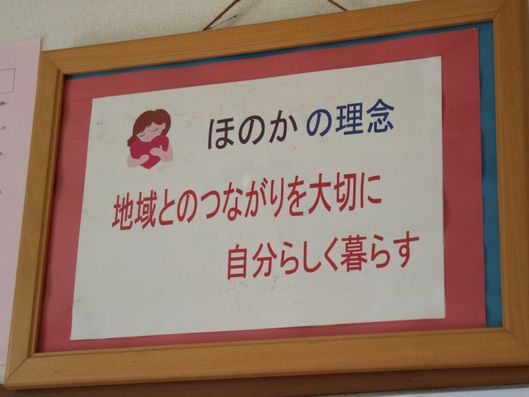 ほのかの理念
地域とのつながりを大切に
自分らしく暮らす